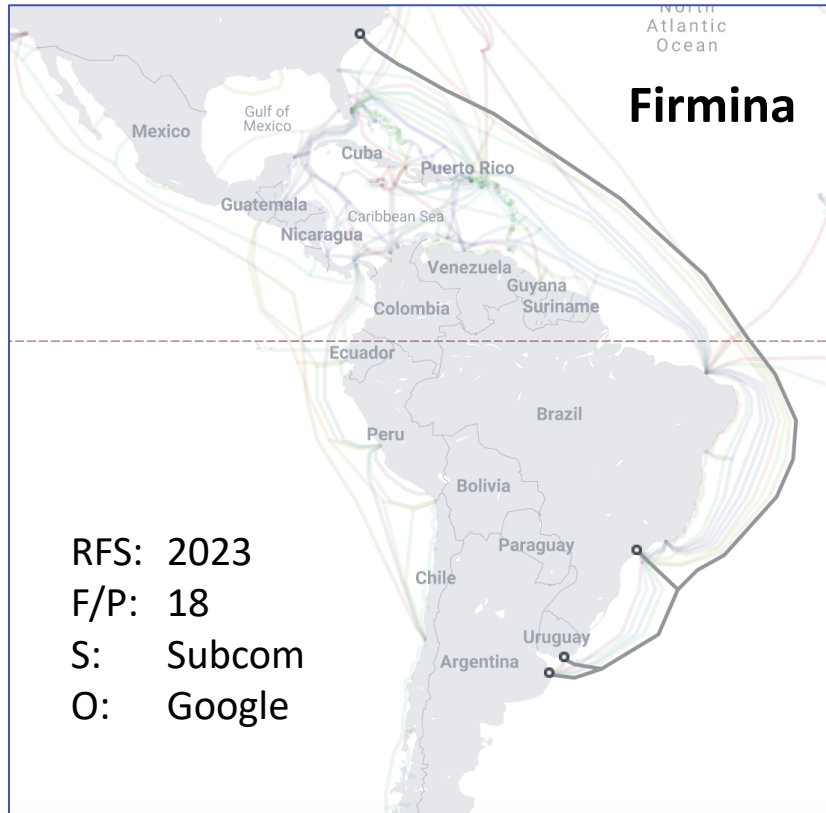 North
Atlantic
Ocean
Firmina
Gulf of
Mexico
Mexico
Cuba
Puerto Rico
Guatemala
Caribbean Sea
Nicaragua
Venezuela
Guyana
Colombia
Suriname
Ecuador
Brazil
Peru
Bolivia
Paraguay
Chile
Uruguay
Argentina
RFS: 2023
F/P: 18
S: Subcom
O: Google